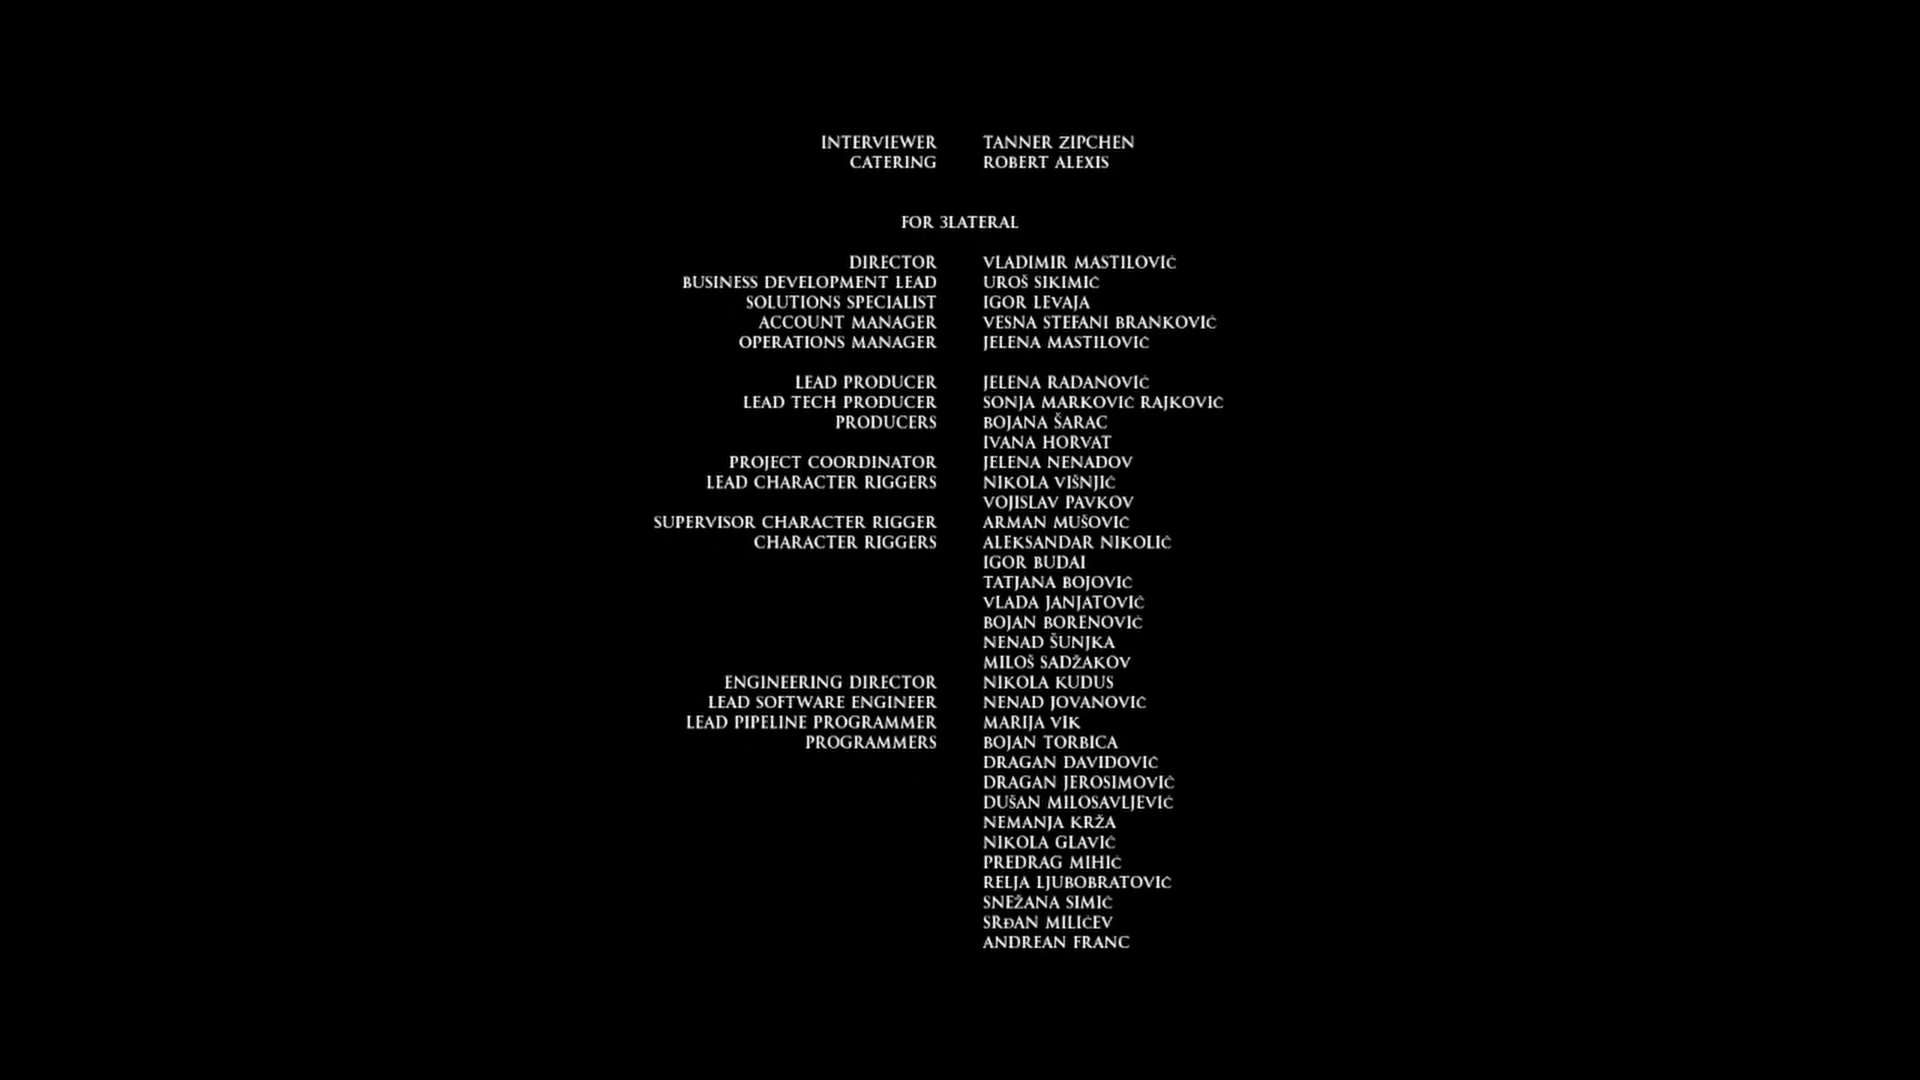 INTERVIEWER TANNER ZIPCHEN
CATERING ROBERT ALEXIS
FOR 3LATERAL
DIRECTOR VLADIMIR MASTILOVIĆ
BUSINESS DEVELOPMENT LEAD UROŠ SIKIMIĆ
SOLUTIONS SPECIALIST IGOR LEVAJA
ACCOUNT MANAGER VESNA STEFANI BRANKOVIĆ
OPERATIONS MANAGER JELENA MASTILOVIĆ
LEAD PRODUCER JELENA RADANOVIĆ
LEAD TECH PRODUCER SONJA MARKOVIĆ RAJKOVIĆ
PRODUCERS BOJANA ŠARAC
IVANA HORVAT
PROJECT COORDINATOR JELENA NENADOV
LEAD CHARACTER RIGGERS NIKOLA VIŠNJIĆ
VOJISLAV PAVKOV
SUPERVISOR CHARACTER RIGGER ARMAN MUŠOVIĆ
CHARACTER RIGGERS ALEKSANDAR NIKOLIĆ
IGOR BUDAI
TATJANA BOJOVIĆ
VLADA JANJATOVIĆ
BOJAN BORENOVIĆ
NENAD ŠUNJKA
MILOŠ SADŽAKOV
ENGINEERING DIRECTOR NIKOLA KUDUS
LEAD SOFTWARE ENGINEER NENAD JOVANOVIĆ
LEAD PIPELINE PROGRAMMER MARIJA VIK
PROGRAMMERS BOJAN TORBICA
DRAGAN DAVIDOVIĆ
DRAGAN JEROSIMOVIĆ
DUŠAN MILOSAVLJEVIĆ
NEMANJA KRŽA
NIKOLA GLAVIĆ
PREDRAG MIHIĆ
RELJA LJUBOBRATOVIĆ
SNEŽANA SIMIĆ
SRĐAN MILIĆEV
ANDREAN FRANC